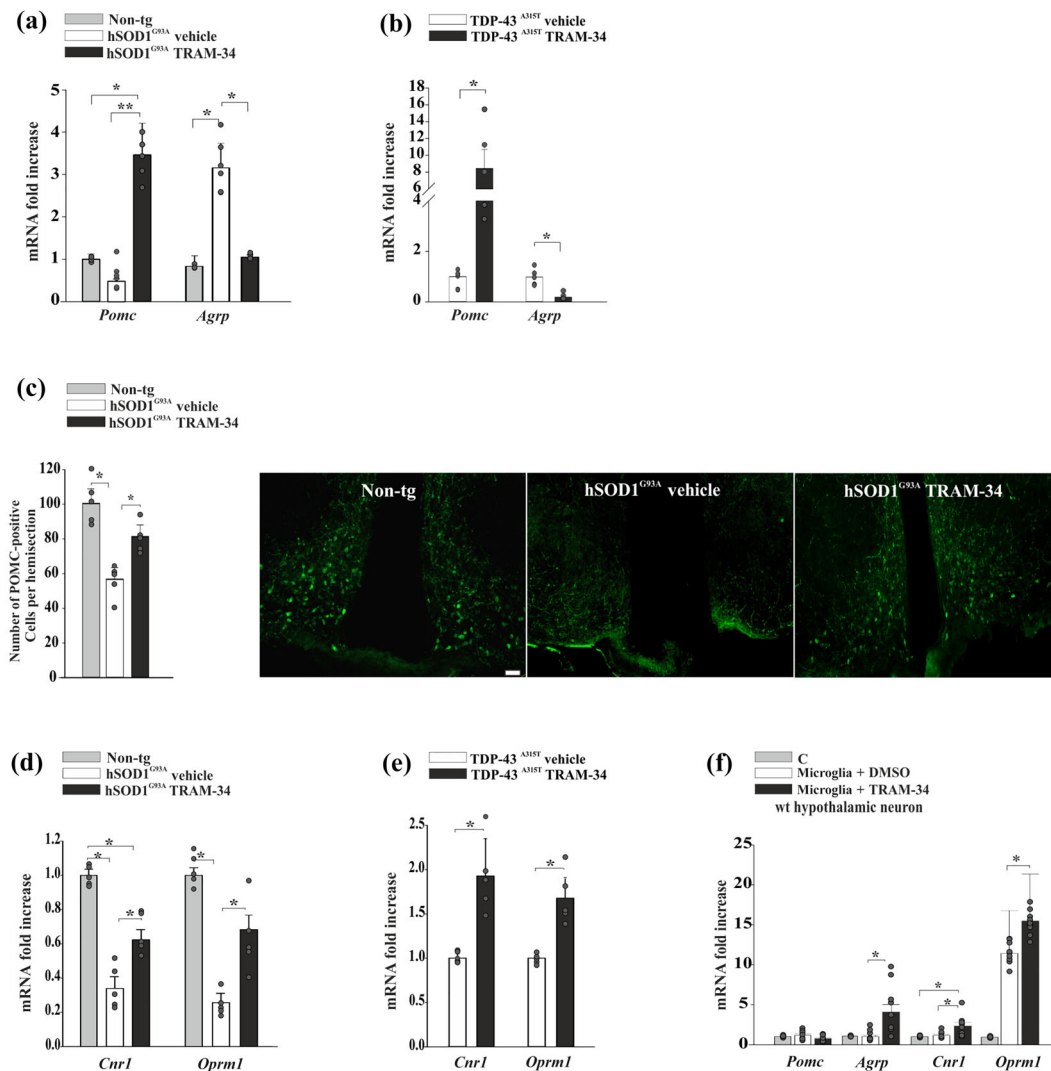 (a)
Non-tg
hSOD1G93A vehicle
hSOD1G93A TRAM-34
mRNA fold increase
5
4
3
2
1
0
*
**
*
*
Pomc Agrp
(b)
TDP-43 A315T vehicle
TDP-43 A315T TRAM-34
mRNA fold increase
18
16
14
12
10
8
6
4
2
0
*
*
Pomc Agrp
(c)
Non-tg
hSOD1G93A vehicle
hSOD1G93A TRAM-34
Number of POMC-positive
Cells per hemisection
120
100
80
60
40
20
0
*
*
Non-tg
hSOD1G93A vehicle
hSOD1G93A TRAM-34
(d)
Non-tg
hSOD1G93A vehicle
hSOD1G93A TRAM-34
mRNA fold increase
1.2
1.0
0.8
0.6
0.4
0.2
0
*
*
*
*
*
Cnr1 Oprm1
(e)
TDP-43 A315T vehicle
TDP-43 A315T TRAM-34
mRNA fold increase
2.5
2.0
1.5
1.0
0.5
0
*
*
Cnr1 Oprm1
(f)
C
Microglia + DMSO
Microglia + TRAM-34
wt hypothalamic neuron
mRNA fold increase
25
20
15
10
5
0
*
*
*
*
Pomc Agrp Cnr1 Oprm1